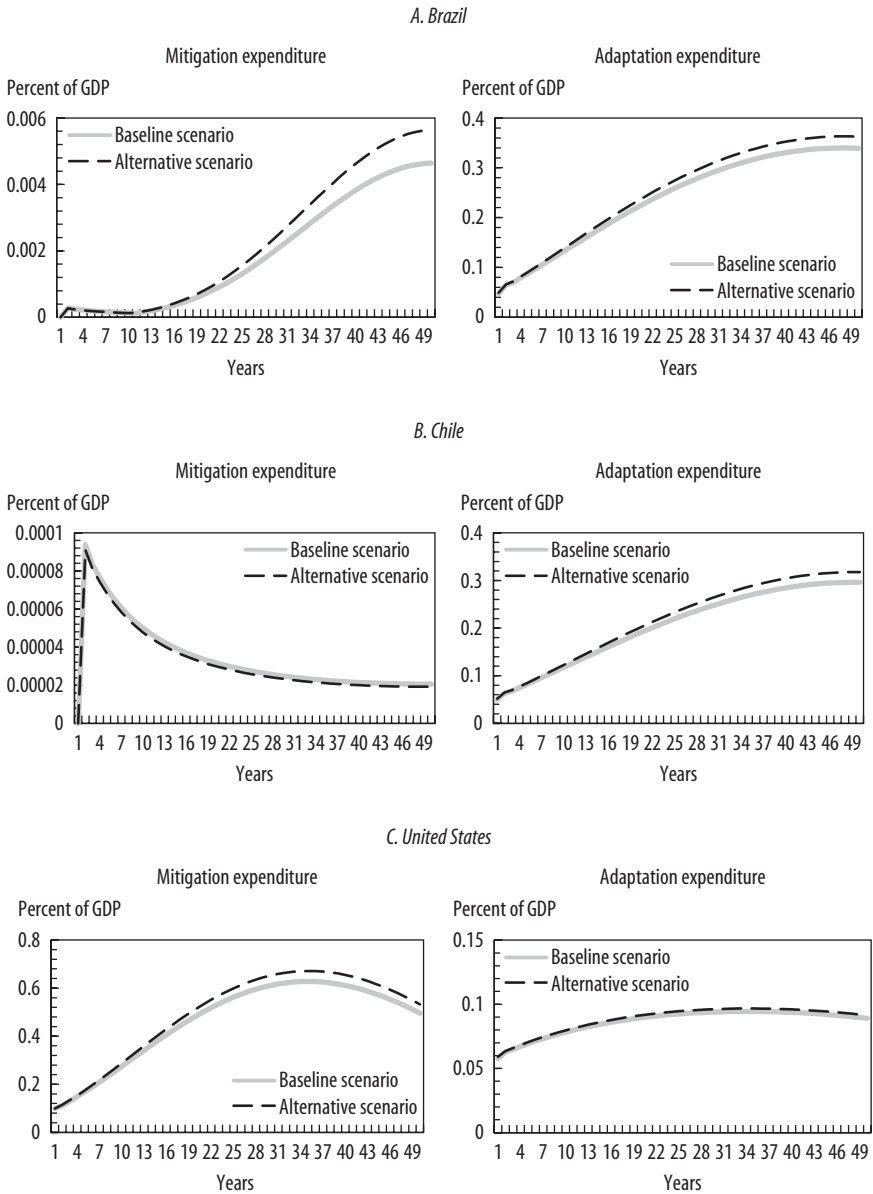 A. Brazil
Mitigation expenditure
Percent of GDP
0.006
0.004
0.002
0
Baseline scenario
Alternative scenario
1 4 7 10 13 16 19 22 25 28 31 34 37 40 43 46 49
Years
Adaptation expenditure
Percent of GDP
0.4
0.3
0.2
0.1
0
Baseline scenario
Alternative scenario
1 4 7 10 13 16 19 22 25 28 31 34 37 40 43 46 49
Years
B. Chile
Mitigation expenditure
Percent of GDP
0.0001
0.00008
0.00006
0.00004
0.00002
0
Baseline scenario
Alternative scenario
1 4 7 10 13 16 19 22 25 28 31 34 37 40 43 46 49
Years
Adaptation expenditure
Percent of GDP
0.4
0.3
0.2
0.1
0
Baseline scenario
Alternative scenario
1 4 7 10 13 16 19 22 25 28 31 34 37 40 43 46 49
Years
C. United States
Mitigation expenditure
Percent of GDP
0.8
0.6
0.4
0.2
0
Baseline scenario
Alternative scenario
1 4 7 10 13 16 19 22 25 28 31 34 37 40 43 46 49
Years
Adaptation expenditure
Percent of GDP
0.15
0.1
0.05
0
Baseline scenario
Alternative scenario
1 4 7 10 13 16 19 22 25 28 31 34 37 40 43 46 49
Years